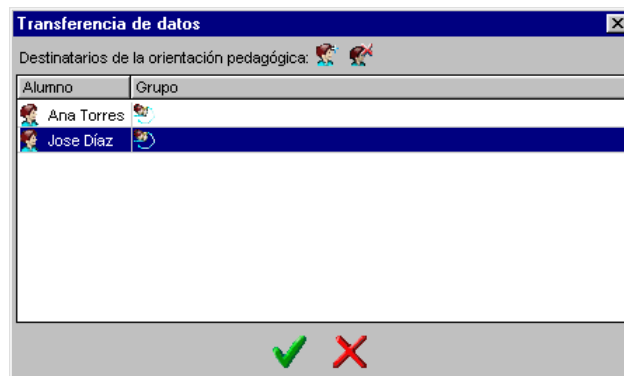 Transferencia de datos
Destinatarios de la orientación pedagógica:
Alumno Grupo
Ana Torres
Jose Díaz